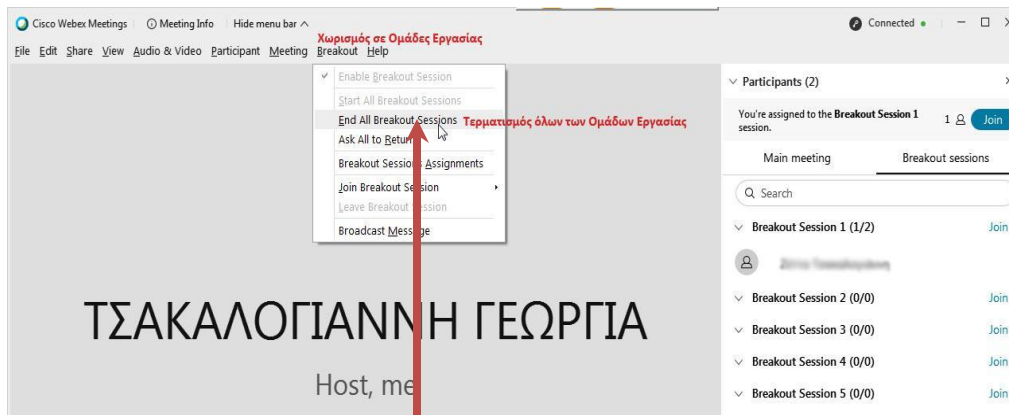 Cisco Webex Meetings Meeting Info Hide menu bar Connected
Χωρισμός σε Ομάδες Εργασίας
File Edit Share View Audio & Video Participant Meeting Breakout Help
Enable Breakout Session
Start All Breakout Sessions
End All Breakout Sessions Τερματισμός όλων των Ομάδων Εργασίας
Ask All to Return
Breakout Sessions Assignments
Join Breakout Session
Leave Breakout Session
Broadcast Message
ΤΣΑΚΑΛΟΓΙΑΝΝΗ ΓΕΩΡΓΙΑ
Host, me
Participants (2)
You're assigned to the Breakout Session 1
session.
1 Join
Main meeting Breakout sessions
Search
Breakout Session 1 (1/2) Join
Breakout Session 2 (0/0) Join
Breakout Session 3 (0/0) Join
Breakout Session 4 (0/0) Join
Breakout Session 5 (0/0) Join